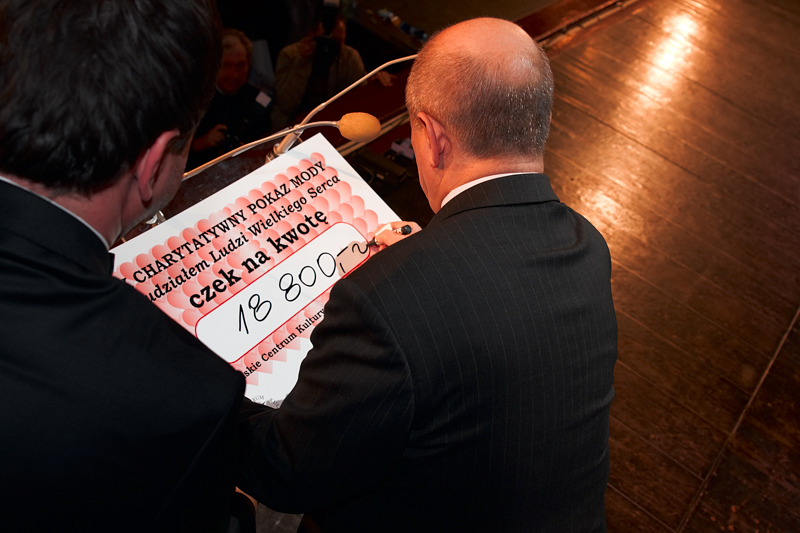 CHARYTATYWNY POKAZ MODY
udziałem Ludzi Wielkiego Serca
czek na kwotę
18 800,-
skie Centrum Kultury